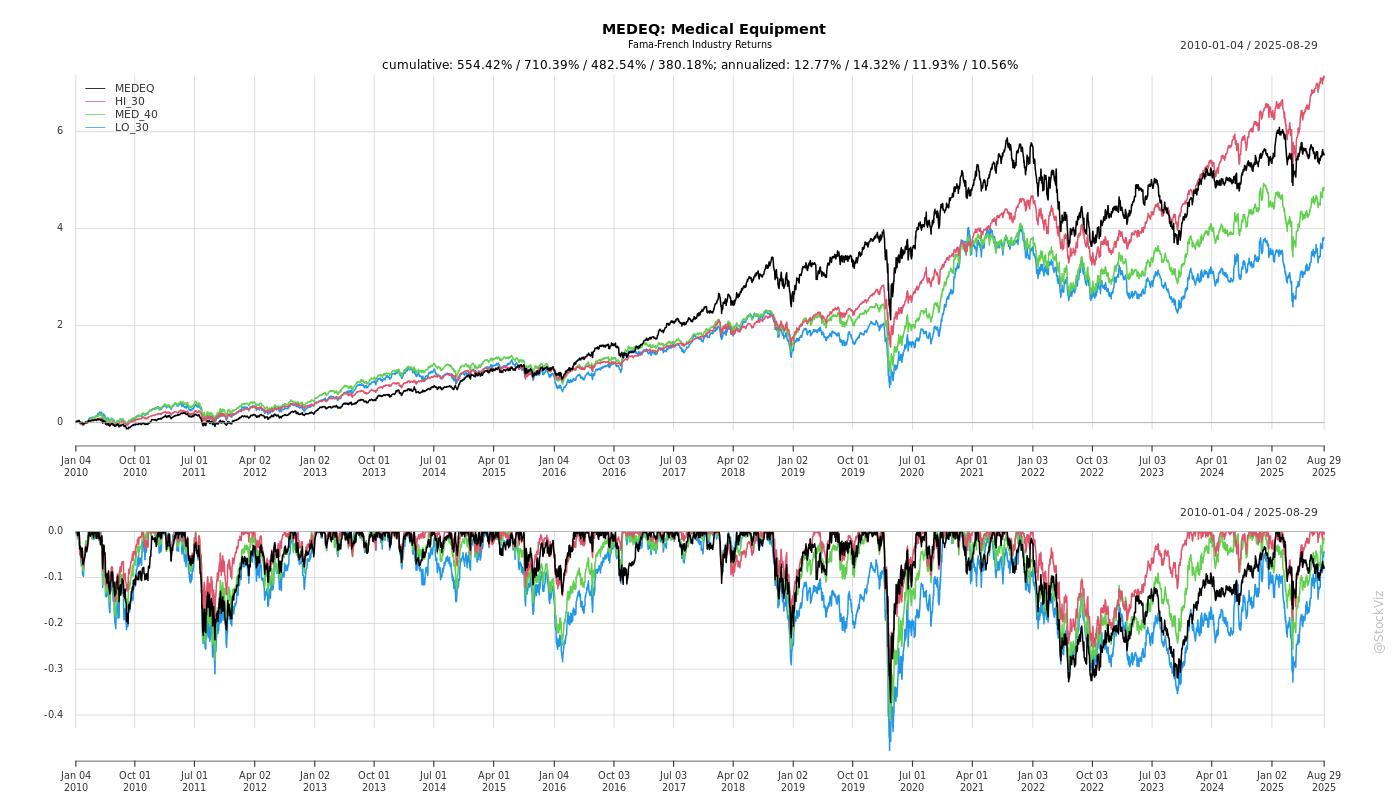 MEDEQ: Medical Equipment
Fama-French Industry Returns
2010-01-04 / 2025-08-29
cumulative: 554.42% / 710.39% / 482.54% / 380.18%; annualized: 12.77% / 14.32% / 11.93% / 10.56%
MEDEQ
HI_30
MED_40
LO_30
6
4
2
0
Jan 04 Oct 01 Jul 01 Apr 02 Jan 02 Oct 01 Jul 01 Apr 01 Jan 04 Oct 03 Jul 03 Apr 02 Jan 02 Oct 01 Jul 01 Apr 01 Jan 03 Oct 03 Jul 03 Apr 01 Jan 02 Aug 29
2010 2010 2011 2012 2013 2013 2014 2015 2016 2016 2017 2018 2019 2019 2020 2021 2022 2022 2023 2024 2025 2025
2010-01-04 / 2025-08-29
0.0
-0.1
-0.2
-0.3
-0.4
Jan 04 Oct 01 Jul 01 Apr 02 Jan 02 Oct 01 Jul 01 Apr 01 Jan 04 Oct 03 Jul 03 Apr 02 Jan 02 Oct 01 Jul 01 Apr 01 Jan 03 Oct 03 Jul 03 Apr 01 Jan 02 Aug 29
2010 2010 2011 2012 2013 2013 2014 2015 2016 2016 2017 2018 2019 2019 2020 2021 2022 2022 2023 2024 2025 2025
@StockViz